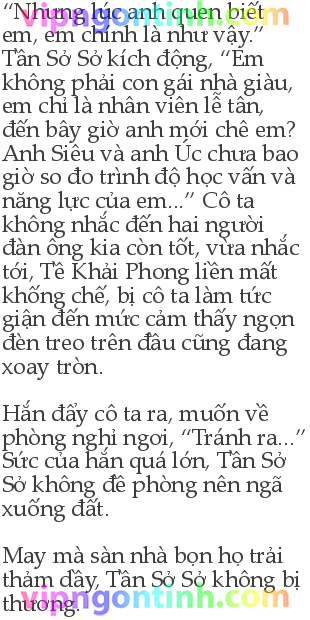 “Nhưng lúc anh quen biết
em, em chính là như vậy.”
Tần Sở Sở kích động, “Em
không phải con gái nhà giàu,
em chỉ là nhân viên lễ tân,
đến bây giờ anh mới chê em?
Anh Siêu và anh Úc chưa bao
giờ so đo trình độ học vấn và
năng lực của em...” Cô ta
không nhắc đến hai người
đàn ông kia còn tốt, vừa nhắc
tới, Tề Khải Phong liền mất
khống chế, bị cô ta làm tức
giận đến mức cảm thấy ngọn
đèn treo trên đầu cũng đang
xoay tròn.
Hắn đẩy cô ta ra, muốn về
phòng nghỉ ngơi, “Tránh ra...”
Sức của hắn quá lớn, Tần Sở
Sở không đề phòng nên ngã
xuống đất.
May mà sàn nhà bọn họ trải
thảm dầy, Tần Sở Sở không bị
thương.
vipngontinh.com
vipngontinh.com